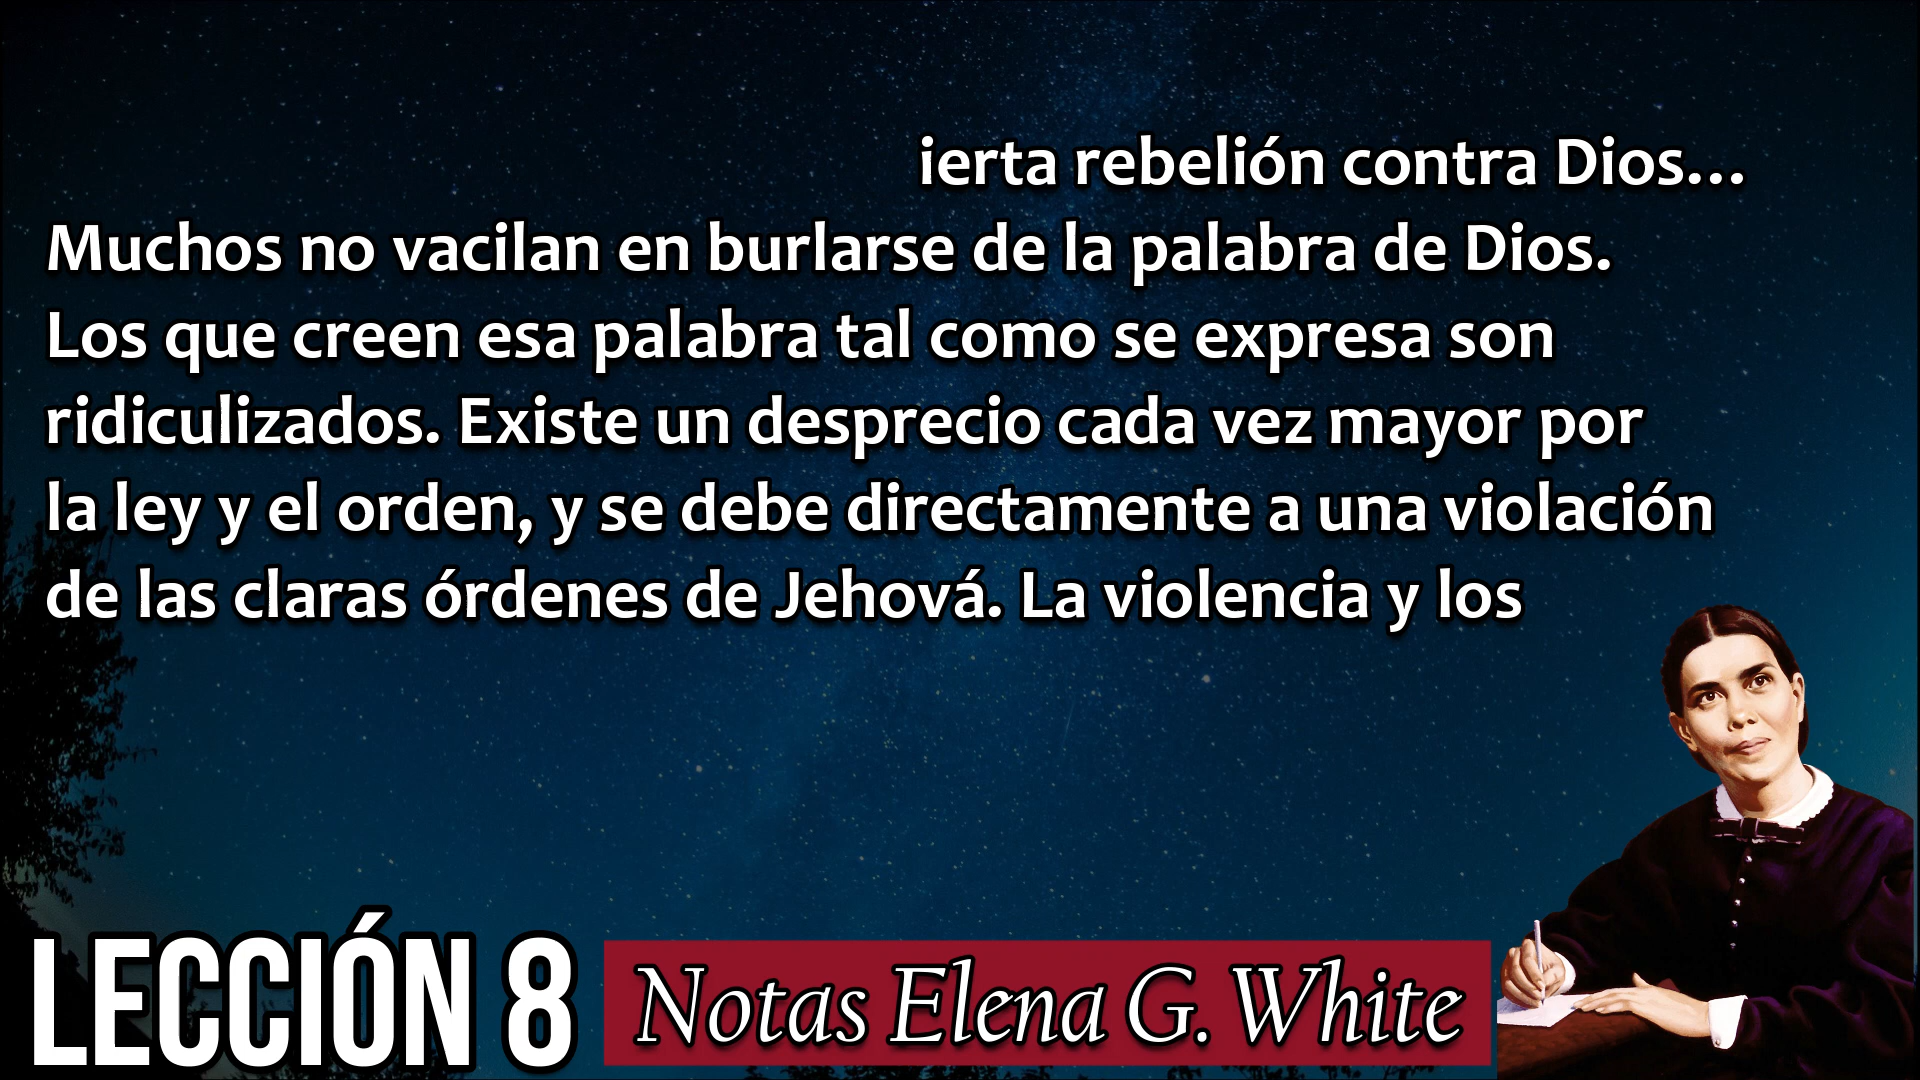 ierta rebelión contra Dios…
Muchos no vacilan en burlarse de la palabra de Dios.
Los que creen esa palabra tal como se expresa son
ridiculizados. Existe un desprecio cada vez mayor por
la ley y el orden, y se debe directamente a una violación
de las claras órdenes de Jehová. La violencia y los
LECCIÓN 8
Notas Elena G. White